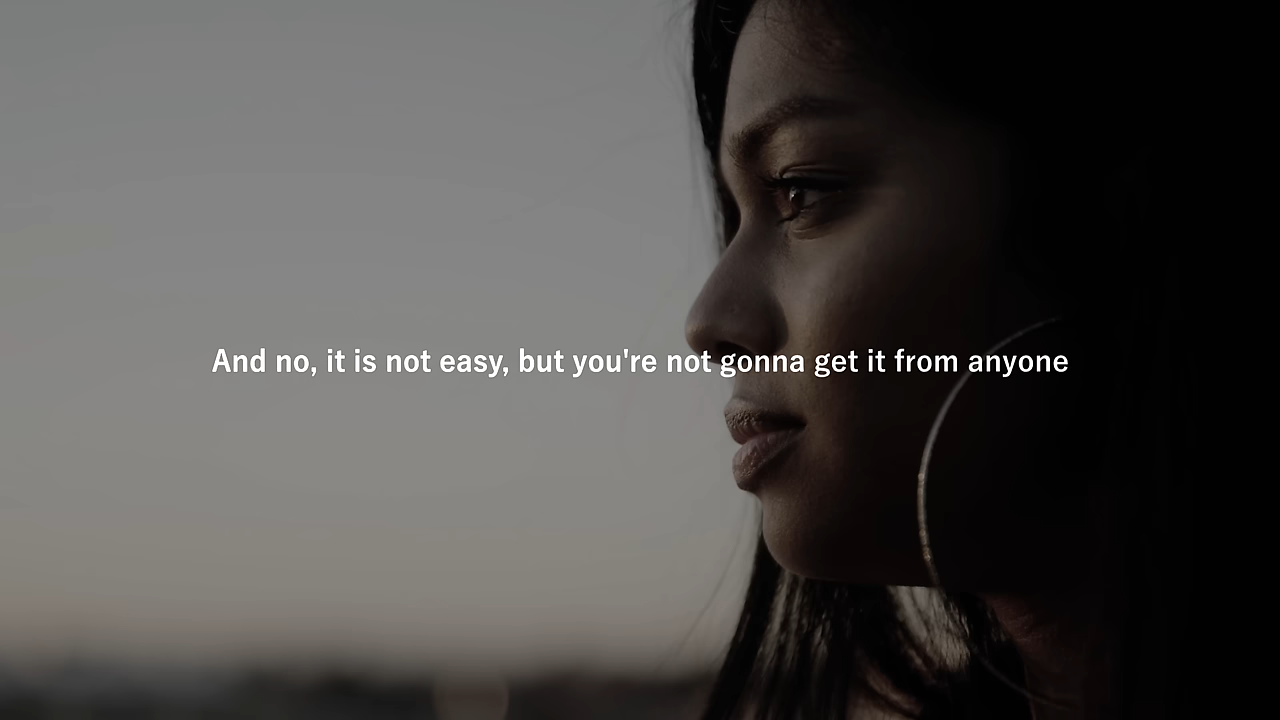 And no, it is not easy, but you're not gonna get it from anyone